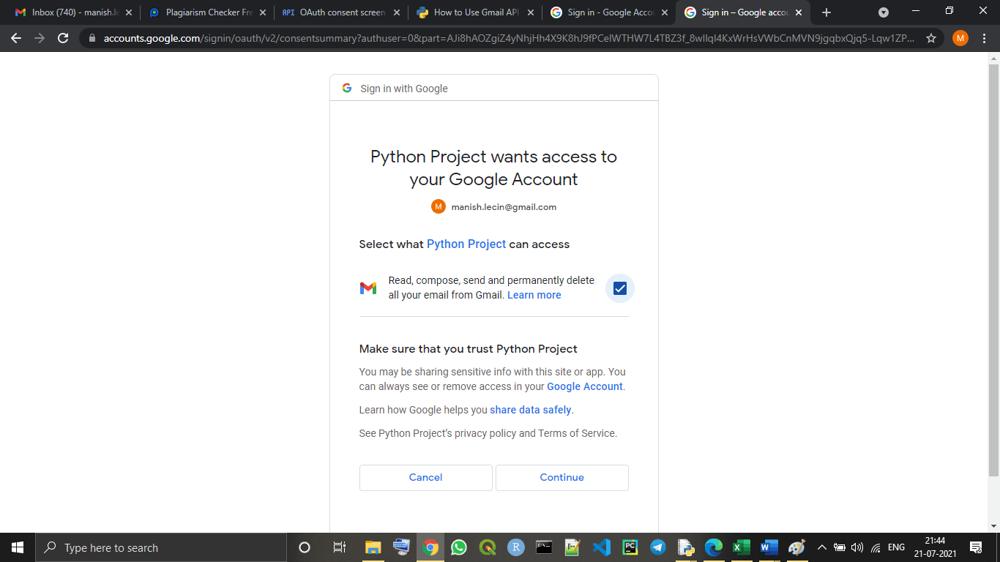 Inbox (740) - manish.le
Plagiarism Checker Fre
API OAuth consent screen
How to Use Gmail API
Sign in - Google Accou
Sign in – Google accou
accounts.google.com/signin/oauth/v2/consentsummary?authuser=0&part=AJi8hAOZgiZ4yNhjHh4X9K8hJ9fPCelWTHW7L4TBZ3f_8wIlqI4KxWrHsVWbCnMVN9jgqbxQjq5-Lqw1ZP...
M
Sign in with Google
Python Project wants access to
your Google Account
M manish.lecin@gmail.com
Select what Python Project can access
Read, compose, send and permanently delete
all your email from Gmail. Learn more
Make sure that you trust Python Project
You may be sharing sensitive info with this site or app. You
can always see or remove access in your Google Account.
Learn how Google helps you share data safely.
See Python Project's privacy policy and Terms of Service.
Cancel
Continue
Type here to search
R
PC
X
W
ENG
21:44
21-07-2021